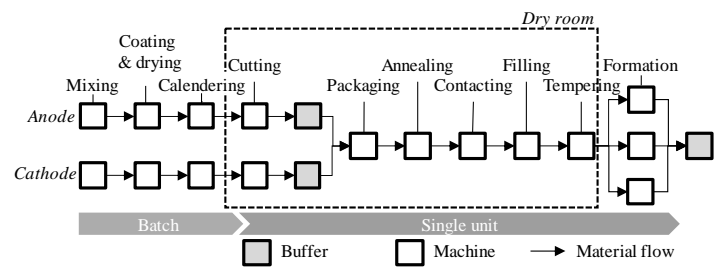 Dry room
Coating
& drying
Annealing
Filling
Formation
Mixing
Calendering
Cutting
Packaging
Contacting
Tempering
Anode
Cathode
Batch
Single unit
Buffer
Machine
Material flow